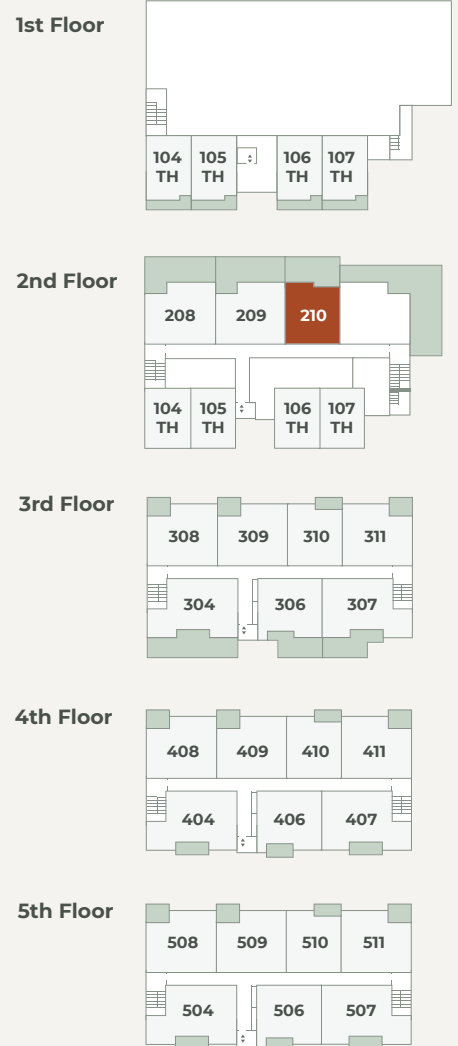 1st Floor
104 105 106 107
TH TH TH TH
2nd Floor
208 209 210
104 105 106 107
TH TH TH TH
3rd Floor
308 309 310 311
304 306 307
4th Floor
408 409 410 411
404 406 407
5th Floor
508 509 510 511
504 506 507